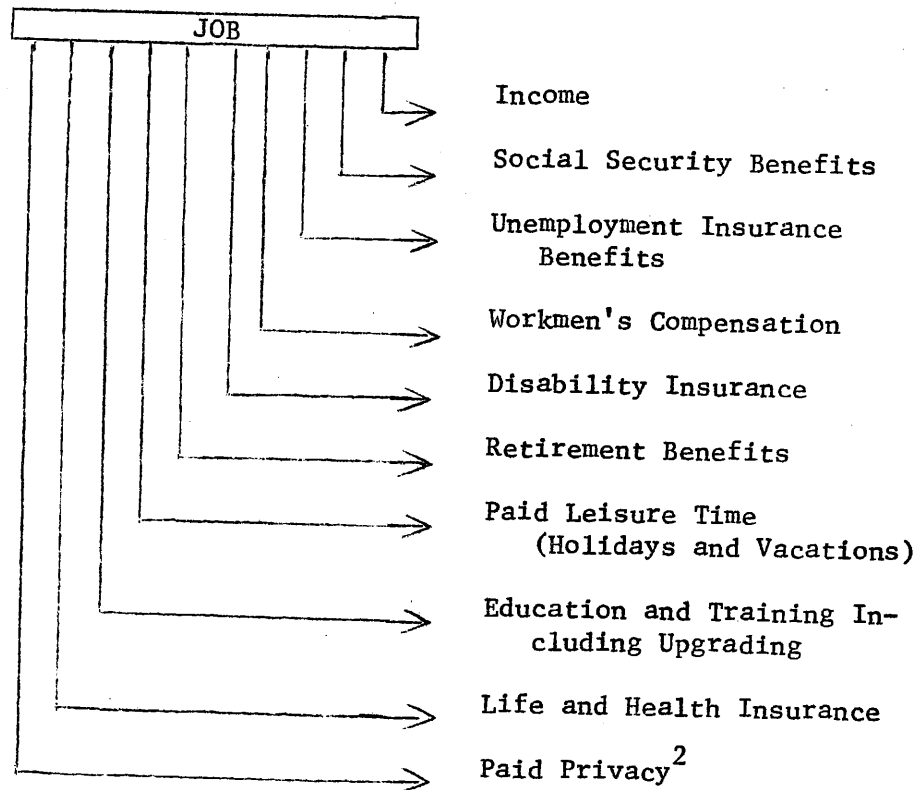 JOB
Income
Social Security Benefits
Unemployment Insurance
Benefits
Workmen's Compensation
Disability Insurance
Retirement Benefits
Paid Leisure Time
(Holidays and Vacations)
Education and Training In-
cluding Upgrading
Life and Health Insurance
Paid Privacy2